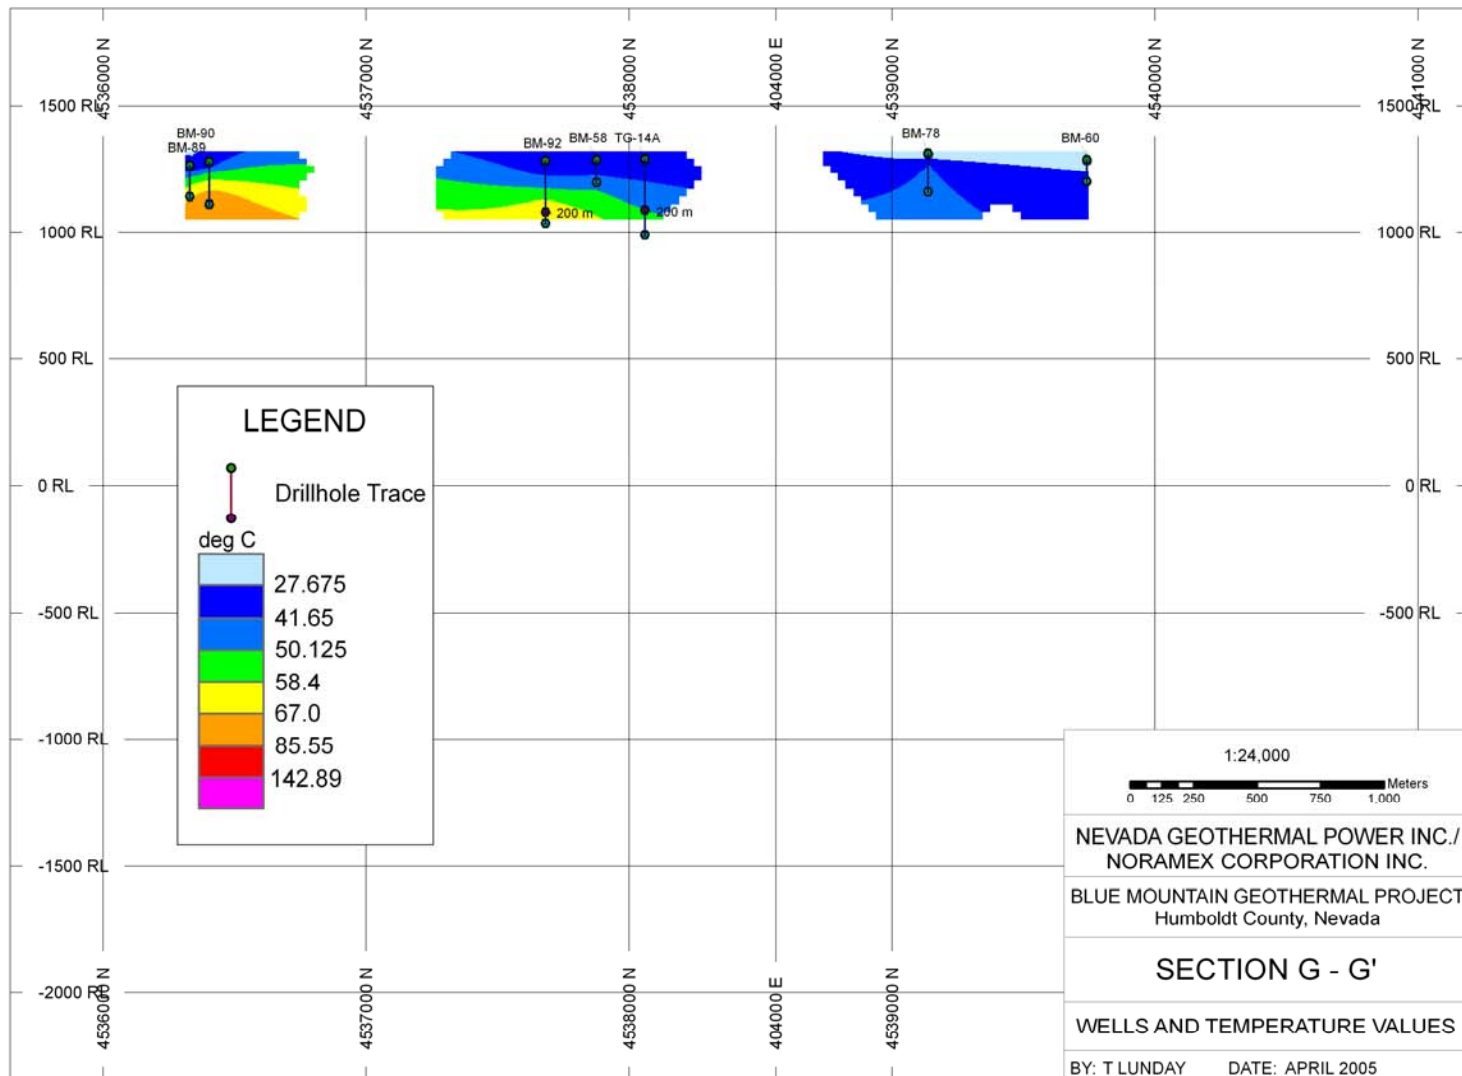 4536000 N
4537000 N
4538000 N
404000 E
4539000 N
4540000 N
4541000 N
1500 RL
1500 RL
BM-90
BM-89
BM-92
BM-58
TG-14A
BM-78
BM-60
200 m
200 m
1000 RL
1000 RL
500 RL
500 RL
LEGEND
Drillhole Trace
deg C
27.675
41.65
50.125
58.4
67.0
85.55
142.89
0 RL
0 RL
-500 RL
-500 RL
-1000 RL
-1500 RL
-2000 RL
4536000 N
4537000 N
4538000 N
404000 E
4539000 N
1:24,000
Meters
0 125 250 500 750 1,000
NEVADA GEOTHERMAL POWER INC./
NORAMEX CORPORATION INC.
BLUE MOUNTAIN GEOTHERMAL PROJECT
Humboldt County, Nevada
SECTION G - G'
WELLS AND TEMPERATURE VALUES
BY: T LUNDAY DATE: APRIL 2005